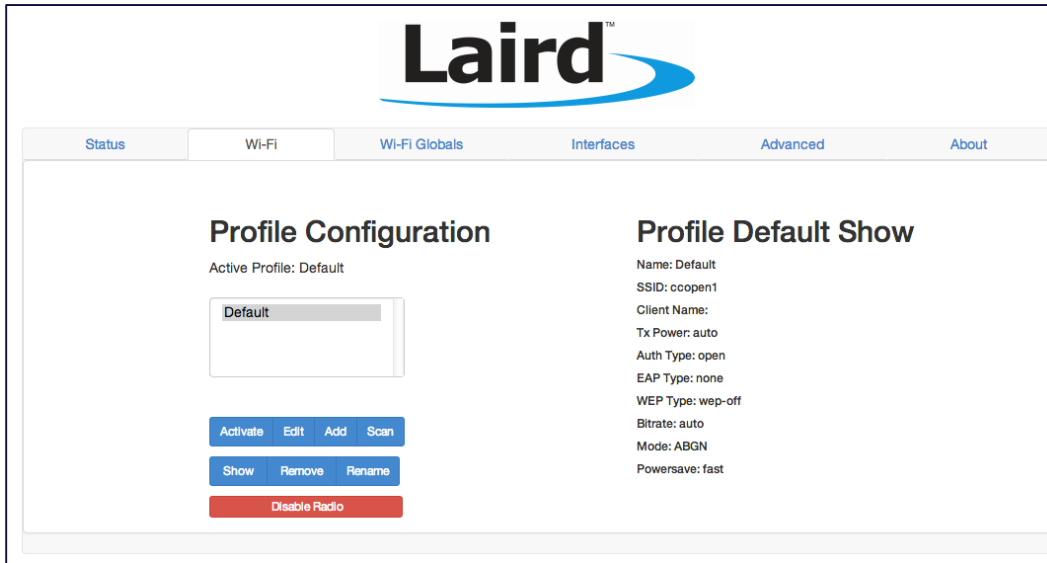 Laird™
Status Wi-Fi Wi-Fi Globals Interfaces Advanced About
Profile Configuration
Active Profile: Default
Default
Activate Edit Add Scan
Show Remove Rename
Disable Radio
Profile Default Show
Name: Default
SSID: ccopen1
Client Name:
Tx Power: auto
Auth Type: open
EAP Type: none
WEP Type: wep-off
Bitrate: auto
Mode: ABGN
Powersave: fast